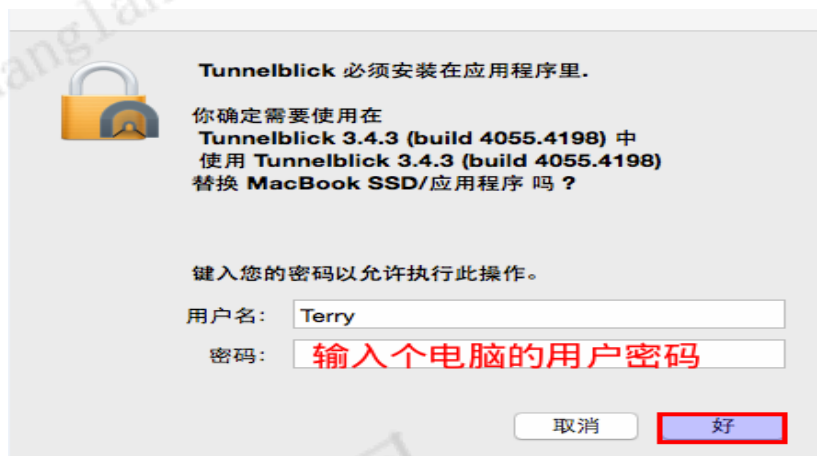 Tunnelblick 必须安装在应用程序里.
你确定需要使用在
Tunnelblick 3.4.3 (build 4055.4198) 中
使用 Tunnelblick 3.4.3 (build 4055.4198)
替换 MacBook SSD/应用程序 吗？
键入您的密码以允许执行此操作。
用户名： Terry
密码： 输入个电脑的用户密码
取消 好